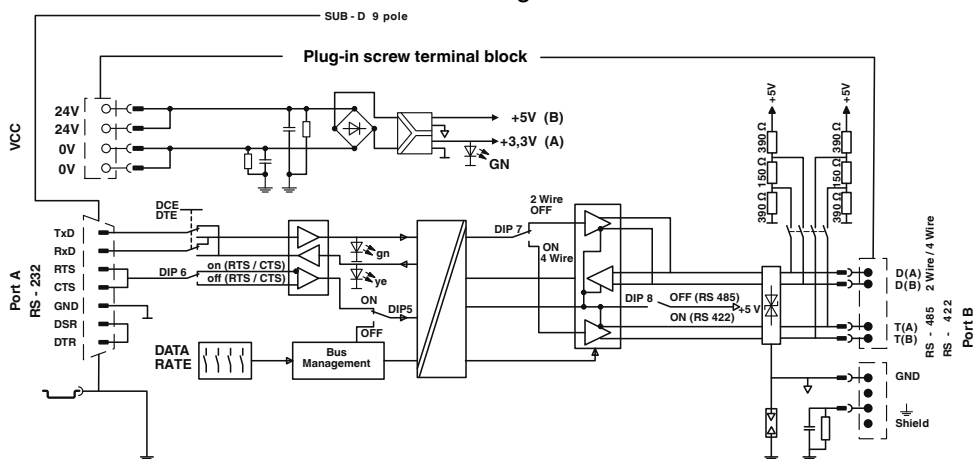 SUB - D 9 pole
Plug-in screw terminal block
VCC
24V
24V
0V
0V
+5V (B)
+3,3V (A)
GN
+5V
+5V
390 Ω
150 Ω
390 Ω
390 Ω
150 Ω
390 Ω
Port A
RS - 232
TxD
RxD
RTS
CTS
GND
DSR
DTR
DCE
DTE
DIP 6
on (RTS / CTS)
off (RTS / CTS)
gn
ye
ON
DIP5
OFF
DATA
RATE
Bus
Management
2 Wire
OFF
DIP 7
ON
4 Wire
DIP 8
OFF (RS 485)
+5 V
ON (RS 422)
D(A)
D(B)
T(A)
T(B)
2 Wire / 4 Wire
RS - 485
RS - 422
Port B
GND
Shield